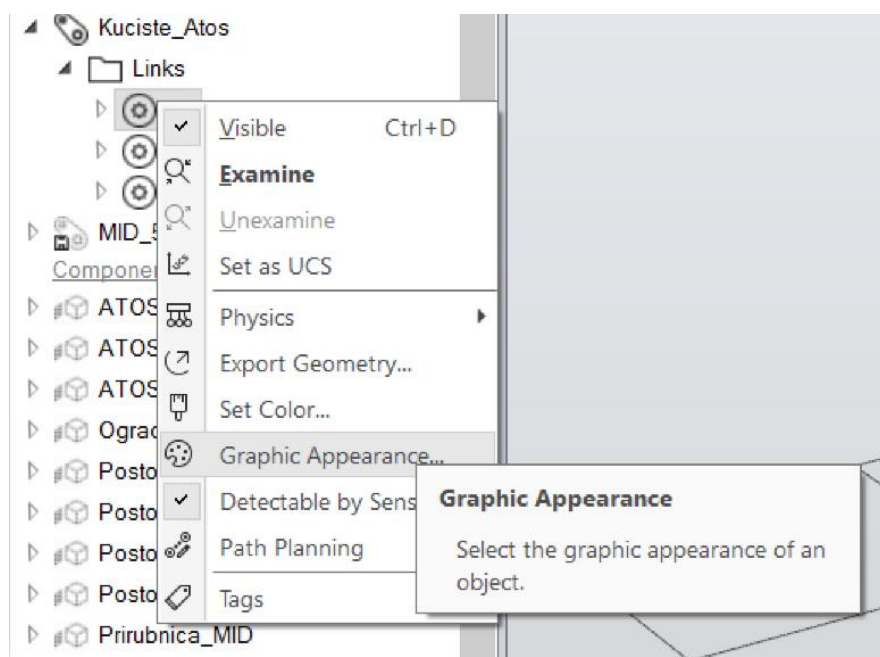 Kuciste_Atos
Links
Visible Ctrl+D
Examine
Unexamine
MID_
Set as UCS
Componen
Physics
ATOS
Export Geometry...
ATOS
ATOS
Set Color...
Ograd
Graphic Appearance...
Posto
Detectable by Sens
Graphic Appearance
Posto
Select the graphic appearance of an
object.
Posto
Path Planning
Posto
Tags
Prirubnica_MID